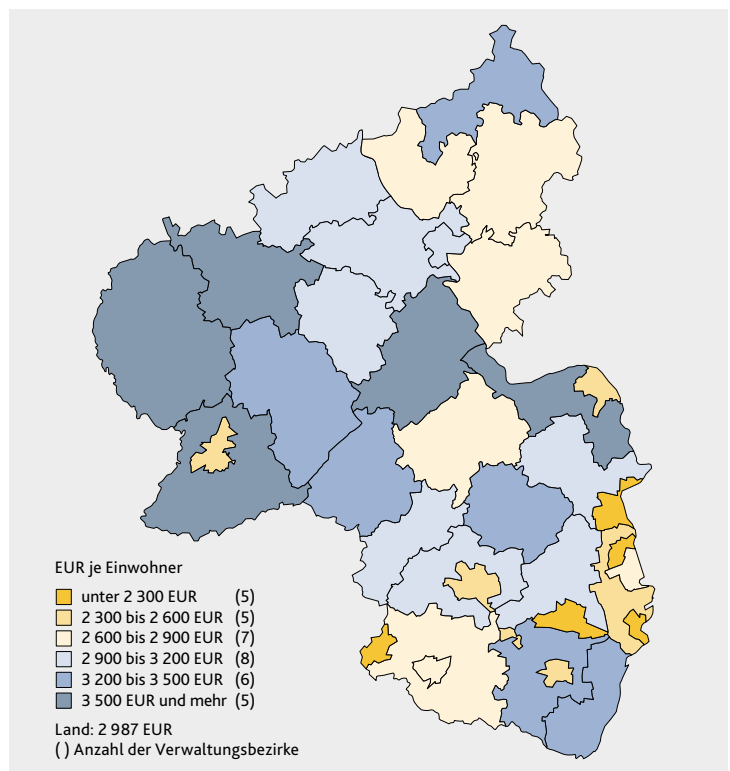 EUR je Einwohner
unter 2 300 EUR (5)
2 300 bis 2 600 EUR (5)
2 600 bis 2 900 EUR (7)
2 900 bis 3 200 EUR (8)
3 200 bis 3 500 EUR (6)
3 500 EUR und mehr (5)
Land: 2 987 EUR
( ) Anzahl der Verwaltungsbezirke